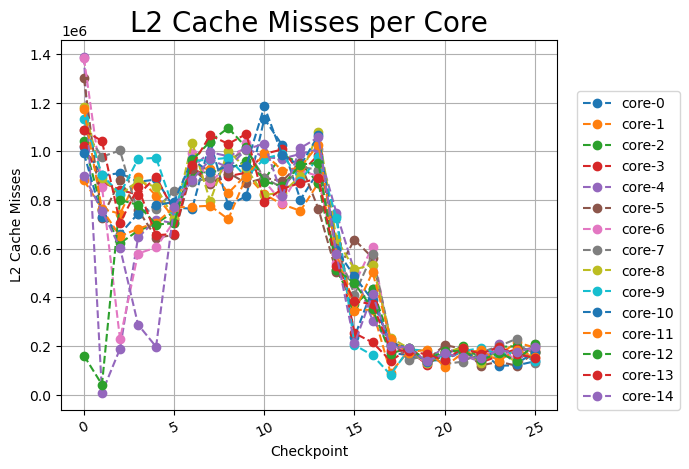 L2 Cache Misses per Core
1e6
1.4
1.2
1.0
0.8
0.6
0.4
0.2
0.0
L2 Cache Misses
0
5
10
15
20
25
Checkpoint
core-0
core-1
core-2
core-3
core-4
core-5
core-6
core-7
core-8
core-9
core-10
core-11
core-12
core-13
core-14